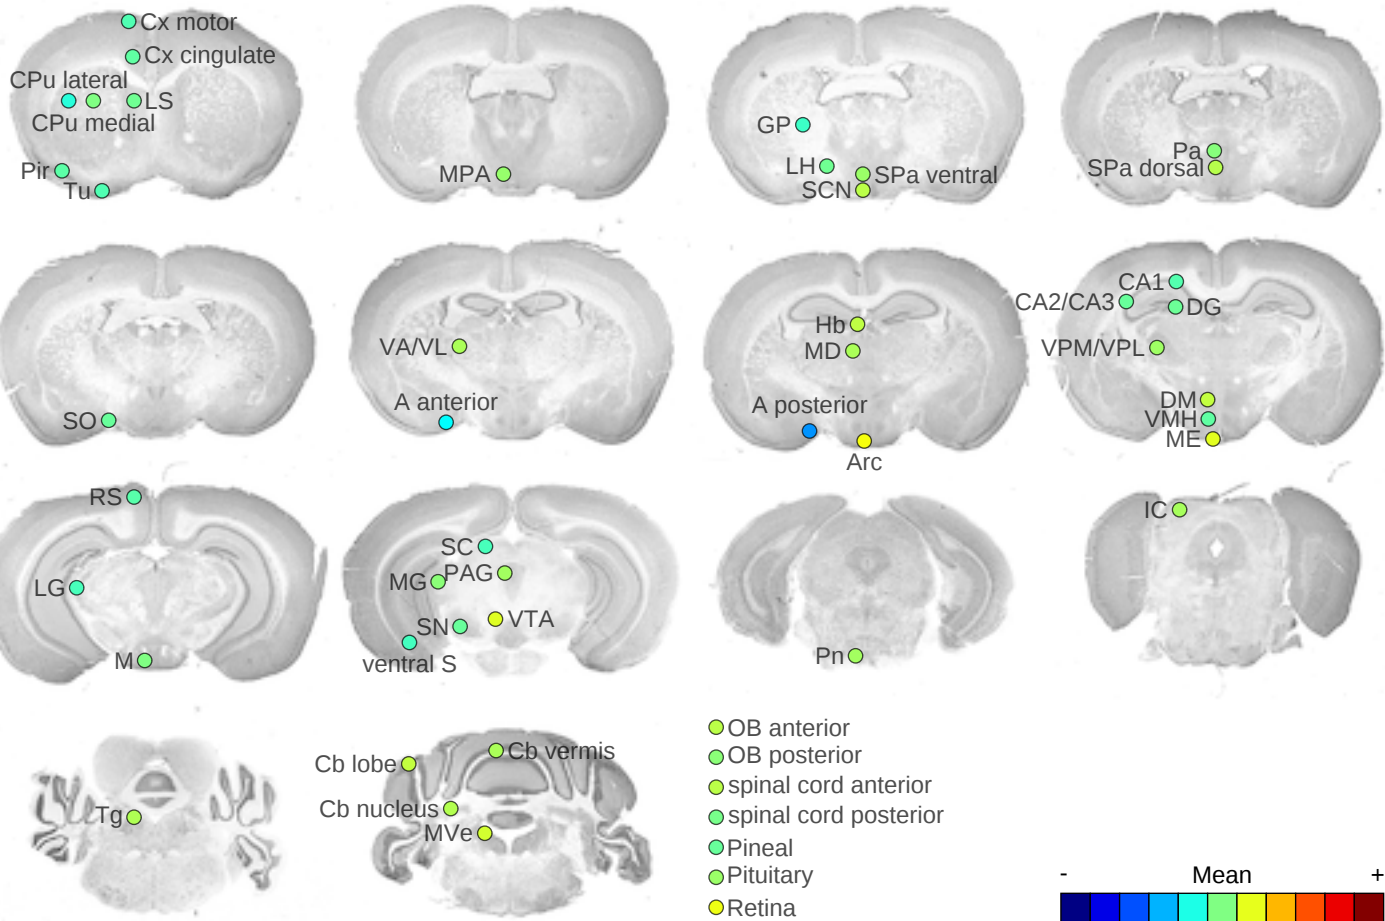 Cx motor
Cx cingulate
CPu lateral
LS
CPu medial
Pir
Tu
MPA
GP
LH
SPa ventral
SCN
Pa
SPa dorsal
SO
VA/VL
A anterior
Hb
MD
A posterior
Arc
CA1
CA2/CA3
DG
VPM/VPL
DM
VMH
ME
RS
LG
M
SC
MG
PAG
SN
VTA
ventral S
Pn
IC
Tg
Cb lobe
Cb vermis
Cb nucleus
MVe
OB anterior
OB posterior
spinal cord anterior
spinal cord posterior
Pineal
Pituitary
Retina
- Mean +